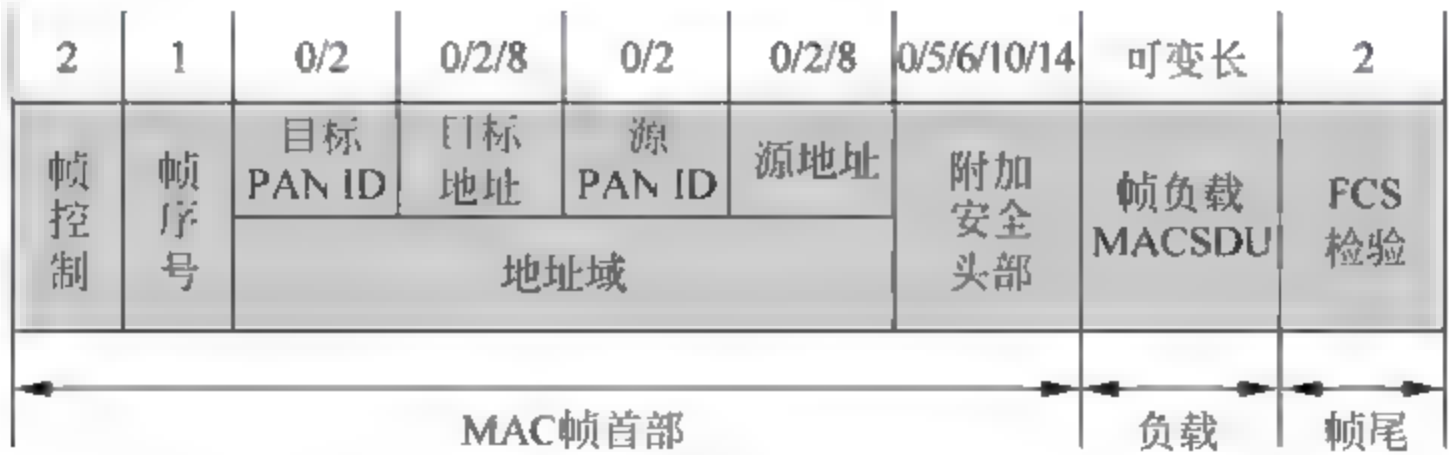 2 1 0/2 0/2/8 0/2 0/2/8 0/5/6/10/14 可变长 2
帧控制
帧序号
目标
PAN ID
目标
地址
源
PAN ID
源地址
地址域
附加
安全
头部
帧负载
MACSDU
FCS
检验
MAC帧首部 负载 帧尾